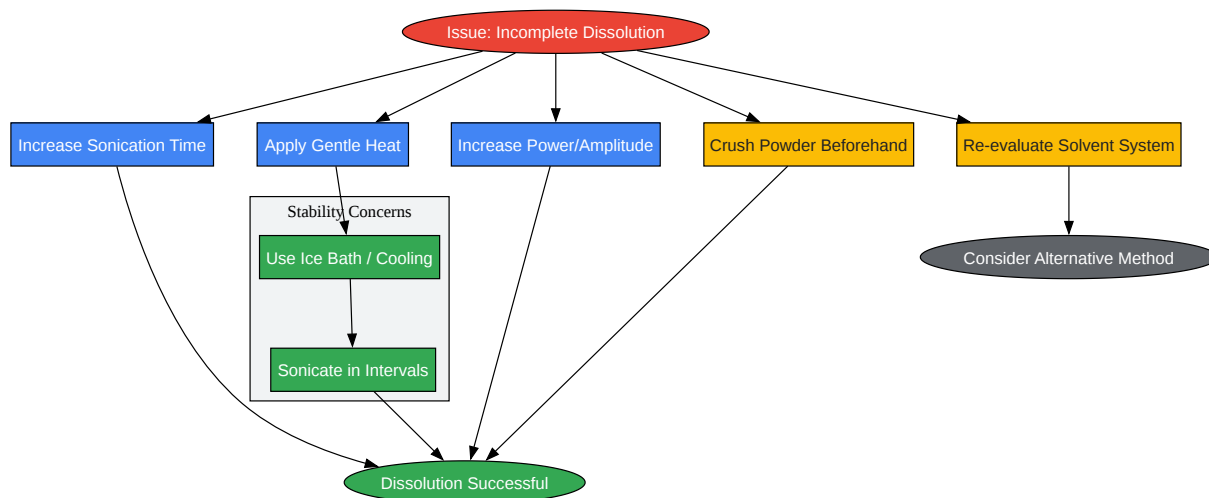 Issue: Incomplete Dissolution
Increase Sonication Time
Apply Gentle Heat
Increase Power/Amplitude
Crush Powder Beforehand
Re-evaluate Solvent System
Stability Concerns
Use Ice Bath / Cooling
Consider Alternative Method
Sonicate in Intervals
Dissolution Successful